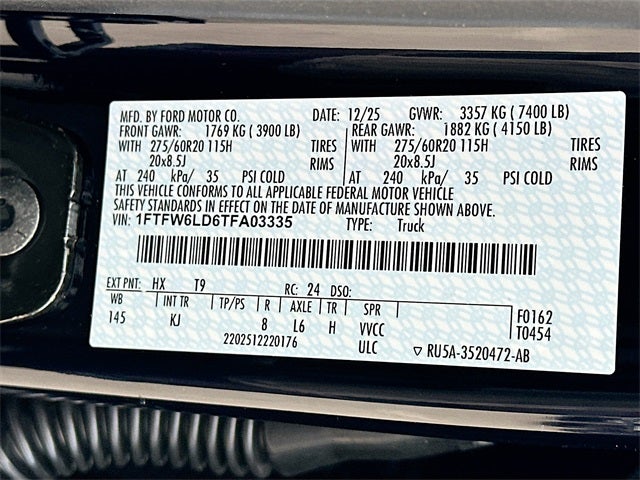 MFD. BY FORD MOTOR CO. DATE: 12/25 GVWR: 3357 KG ( 7400 LB)
FRONT GAWR: 1769 KG ( 3900 LB) REAR GAWR: 1882 KG ( 4150 LB)
WITH 275/60R20 115H TIRES WITH 275/60R20 115H TIRES
20x8.5J RIMS 20x8.5J RIMS
AT 240 kPa/ 35 PSI COLD AT 240 kPa/ 35 PSI COLD
THIS VEHICLE CONFORMS TO ALL APPLICABLE FEDERAL MOTOR VEHICLE
SAFETY STANDARDS IN EFFECT ON THE DATE OF MANUFACTURE SHOWN ABOVE.
VIN: 1FTFW6LD6TFA03335 TYPE: Truck
EXT PNT: HX T9 RC: 24 DSO:
WB INT TR TP/PS R AXLE TR SPR F0162
145 KJ 8 L6 H VVCC T0454
2202512220176 ULC RU5A-3520472-AB